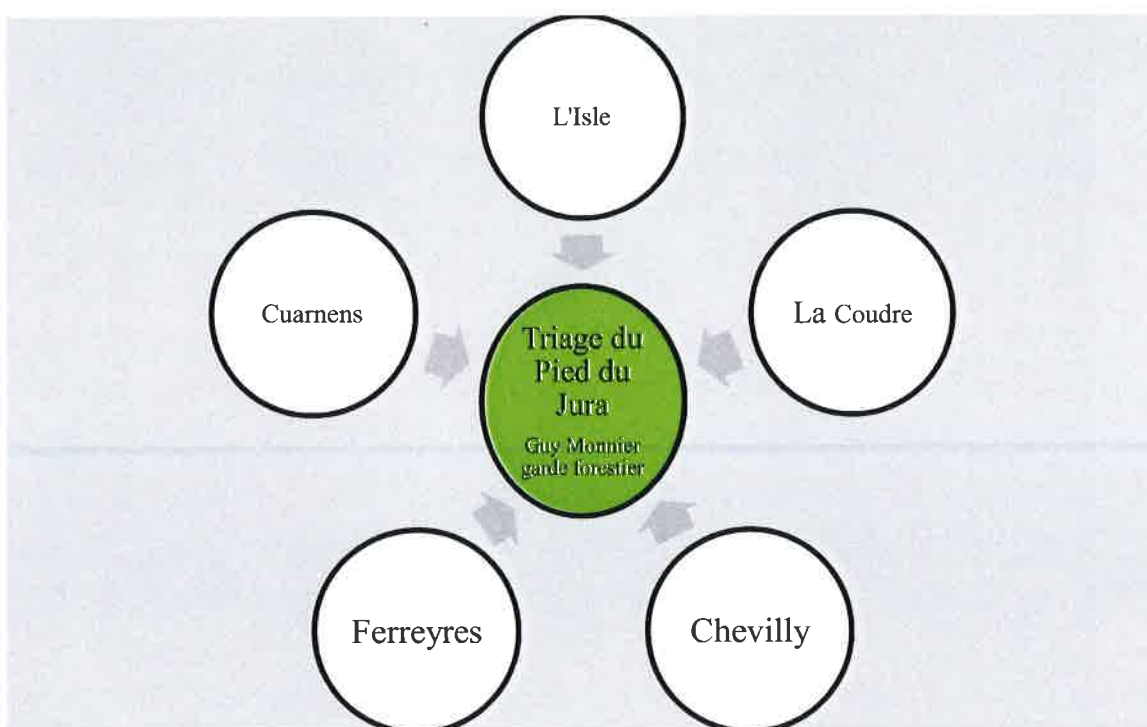 L'Isle
Cuarnens
La Coudre
Triage du
Pied du
Jura
Guy Monnier
garde forestier
Ferreyres
Chevilly